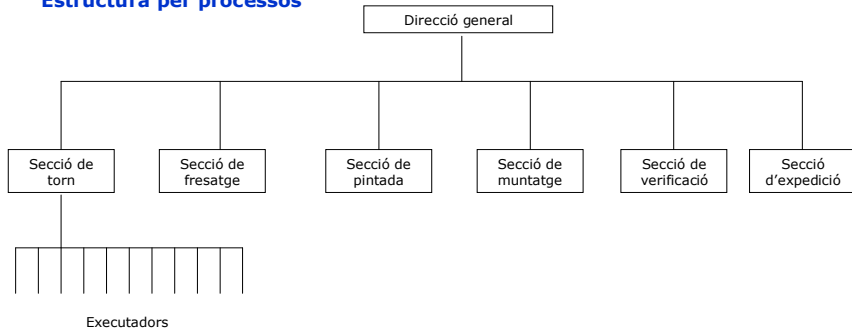 Estructura per processos
Direcció general
Secció de
torn
Secció de
fresatge
Secció de
pintada
Secció de
muntatge
Secció de
verificació
Secció
d'expedició
Executadors